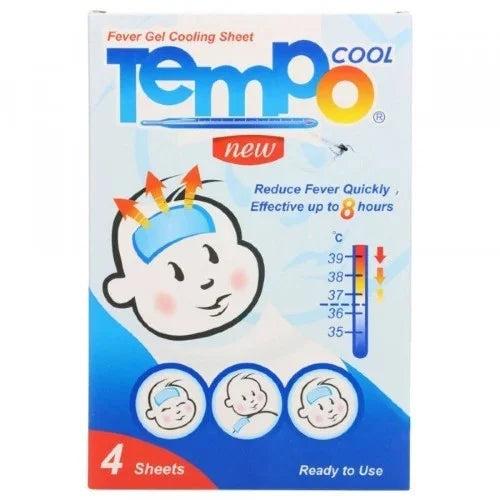 Fever Gel Cooling Sheet
Tempo COOL ®
new
Reduce Fever Quickly ,
Effective up to 8 hours
°C
39
38
37
36
35
4 Sheets
Ready to Use